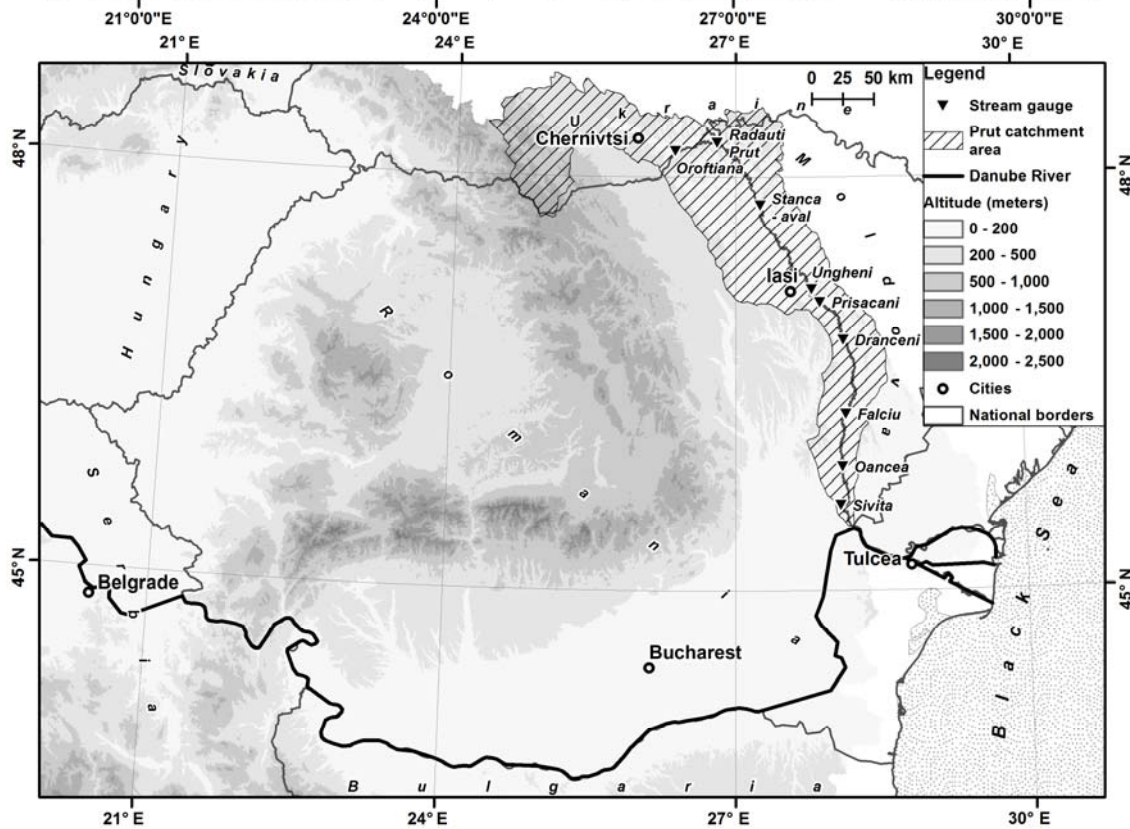 21°0'0"E
24°0'0"E
27°0'0"E
30°0'0"E
21° E
24° E
27° E
30° E
Slovakia
0 25 50 km
Legend
Stream gauge
Prut catchment
area
Danube River
Altitude (meters)
0 - 200
200 - 500
500 - 1,000
1,000 - 1,500
1,500 - 2,000
2,000 - 2,500
Cities
National borders
48° N
48° N
Ukraine
Chernivtsi
Radauti
Prut
Oroftiana
Moldova
Stanca
- aval
Hungary
Iasi
Ungheni
Prisacani
Dranceni
Romania
Falciu
Oancea
Sivita
Serbia
Black Sea
45° N
45° N
Tulcea
Belgrade
Bucharest
Bulgaria
21° E
24° E
27° E
30° E